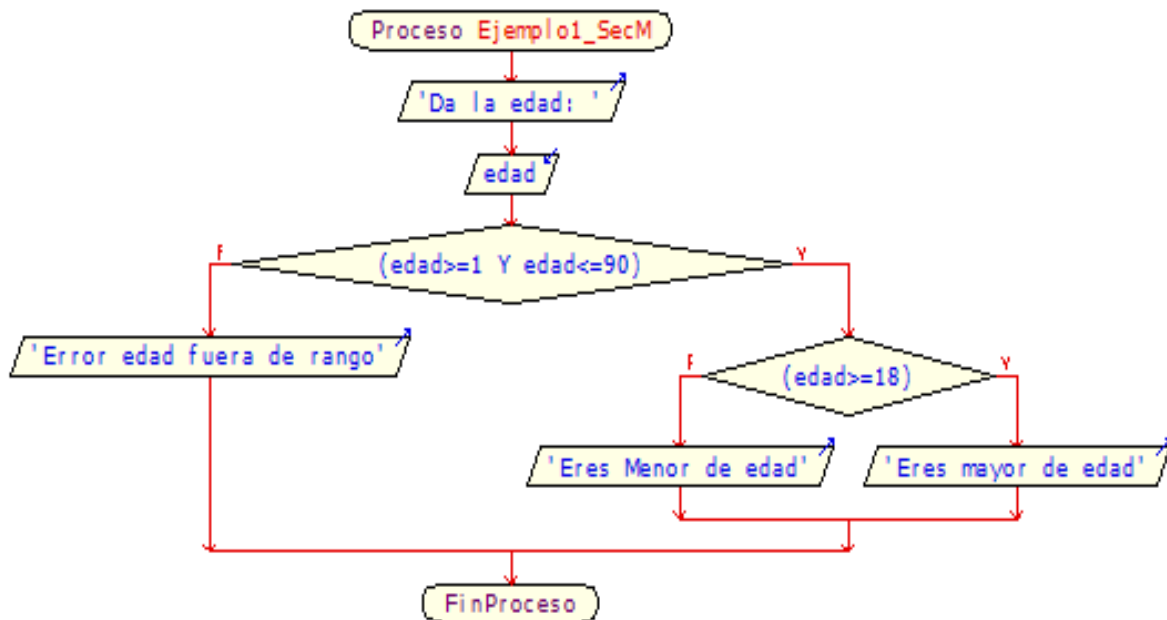 Proceso Ejemplo1_SecM
'Da la edad: '
edad
F
(edad>=1 Y edad<=90)
V
'Error edad fuera de rango'
F
(edad>=18)
V
'Eres Menor de edad'
'Eres mayor de edad'
FinProceso